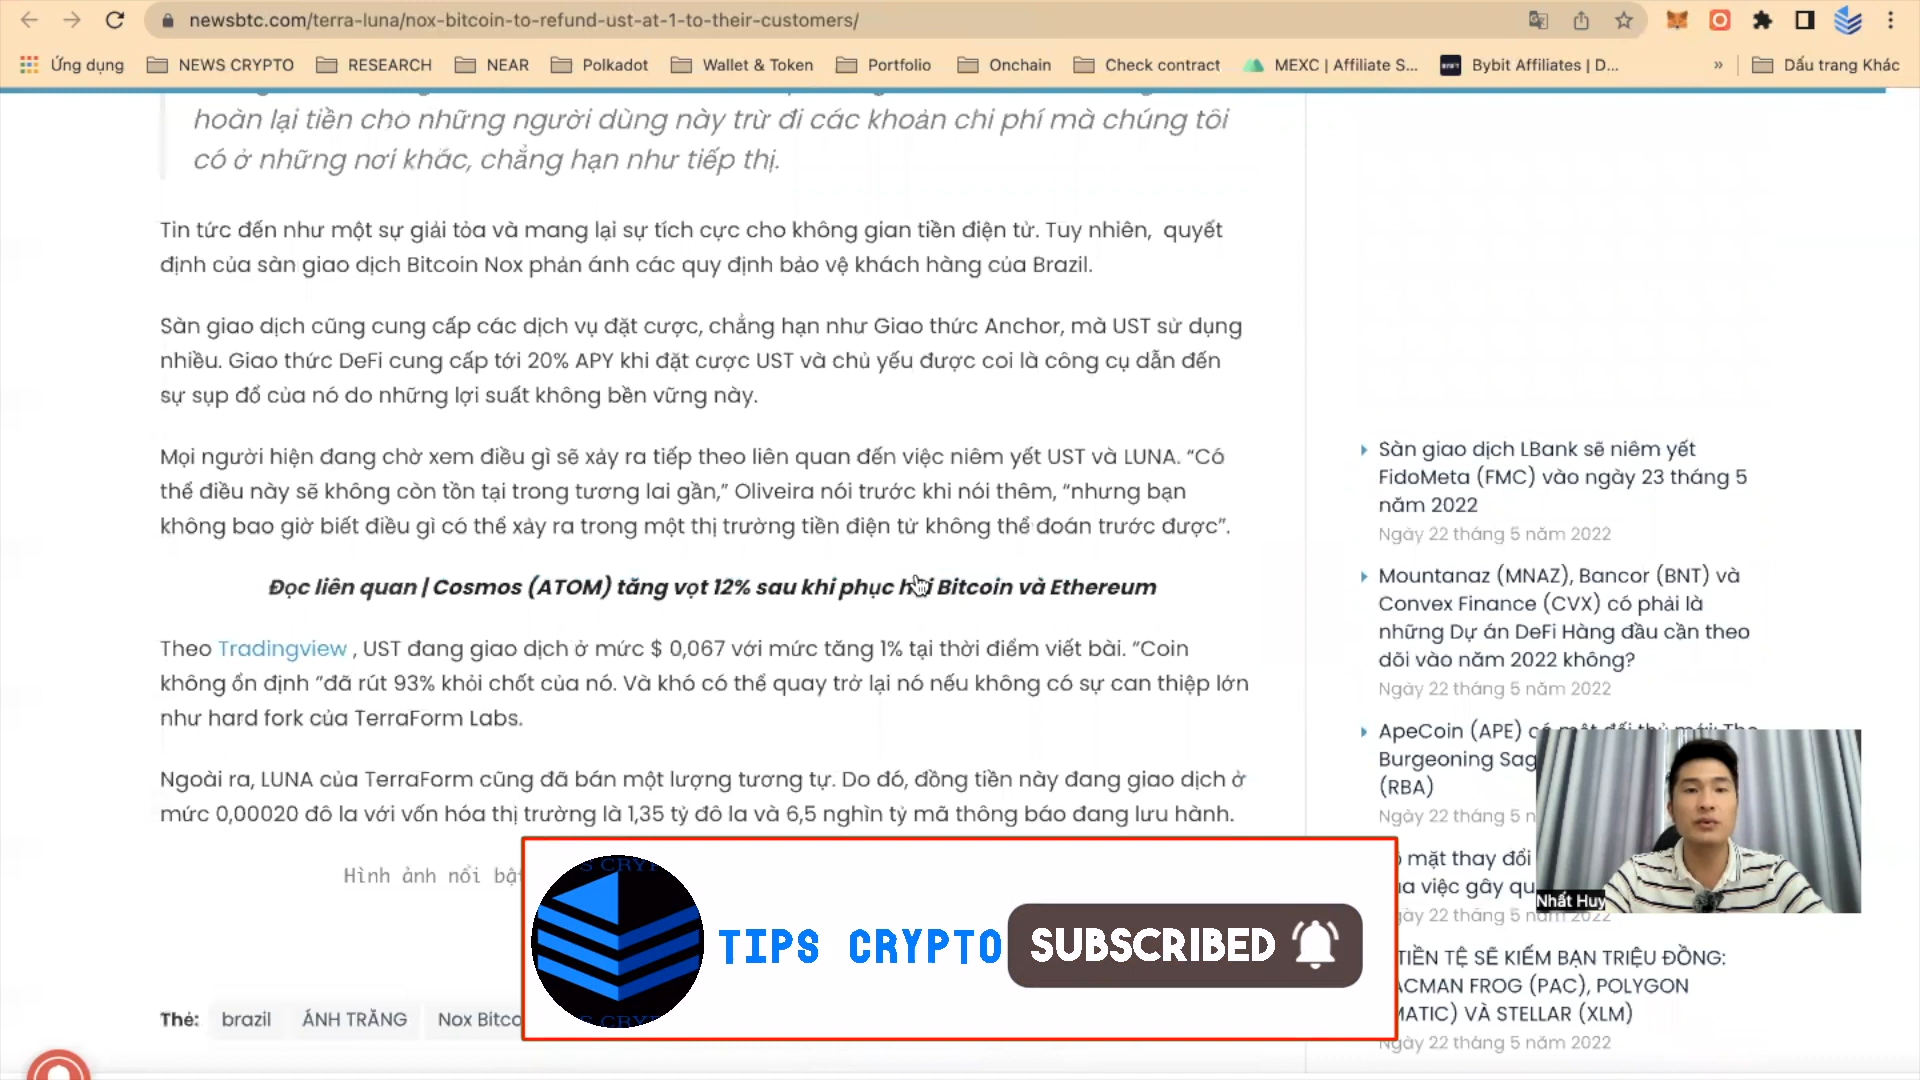 newsbtc.com/terra-luna/nox-bitcoin-to-refund-ust-at-1-to-their-customers/
Ứng dụng NEWS CRYPTO RESEARCH NEAR Polkadot Wallet & Token Portfolio Onchain Check contract MEXC | Affiliate S... Bybit Affiliates | D... » Dấu trang Khác
hoàn lại tiền cho những người dùng này trừ đi các khoản chi phí mà chúng tôi
có ở những nơi khác, chẳng hạn như tiếp thị.
Tin tức đến như một sự giải tỏa và mang lại sự tích cực cho không gian tiền điện tử. Tuy nhiên, quyết
định của sàn giao dịch Bitcoin Nox phản ánh các quy định bảo vệ khách hàng của Brazil.
Sàn giao dịch cũng cung cấp các dịch vụ đặt cược, chẳng hạn như Giao thức Anchor, mà UST sử dụng
nhiều. Giao thức DeFi cung cấp tới 20% APY khi đặt cược UST và chủ yếu được coi là công cụ dẫn đến
sự sụp đổ của nó do những lợi suất không bền vững này.
Mọi người hiện đang chờ xem điều gì sẽ xảy ra tiếp theo liên quan đến việc niêm yết UST và LUNA. “Có
thể điều này sẽ không còn tồn tại trong tương lai gần,” Oliveira nói trước khi nói thêm, “nhưng bạn
không bao giờ biết điều gì có thể xảy ra trong một thị trường tiền điện tử không thể đoán trước được”.
Đọc liên quan | Cosmos (ATOM) tăng vọt 12% sau khi phục hồi Bitcoin và Ethereum
Theo Tradingview , UST đang giao dịch ở mức $ 0,067 với mức tăng 1% tại thời điểm viết bài. “Coin
không ổn định “đã rút 93% khỏi chốt của nó. Và khó có thể quay trở lại nó nếu không có sự can thiệp lớn
như hard fork của TerraForm Labs.
Ngoài ra, LUNA của TerraForm cũng đã bán một lượng tương tự. Do đó, đồng tiền này đang giao dịch ở
mức 0,00020 đô la với vốn hóa thị trường là 1,35 tỷ đô la và 6,5 nghìn tỷ mã thông báo đang lưu hành.
Hình ảnh nổi bật
Thẻ: brazil ÁNH TRĂNG Nox Bitco
Sàn giao dịch LBank sẽ niêm yết
FidoMeta (FMC) vào ngày 23 tháng 5
năm 2022
Ngày 22 tháng 5 năm 2022
Mountanaz (MNAZ), Bancor (BNT) và
Convex Finance (CVX) có phải là
những Dự án DeFi Hàng đầu cần theo
dõi vào năm 2022 không?
Ngày 22 tháng 5 năm 2022
ApeCoin (APE) có một đối thủ mới: The
Burgeoning Sag
(RBA)
Ngày 22 tháng 5 n
mặt thay đổi
a việc gây qu
gày 22 tháng 5 năm 2022
TIỀN TỆ SẼ KIẾM BẠN TRIỆU ĐỒNG:
ACMAN FROG (PAC), POLYGON
MATIC) VÀ STELLAR (XLM)
Ngày 22 tháng 5 năm 2022
Nhất Huy
TIPS CRYPTO SUBSCRIBED